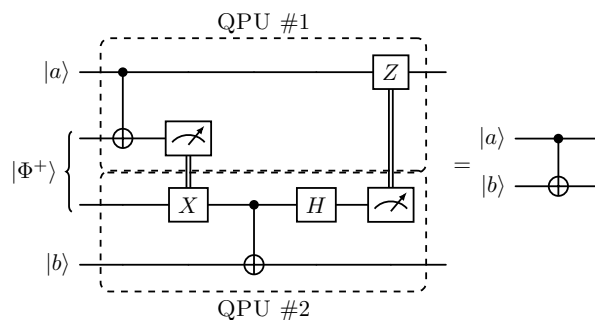 QPU #1
|a⟩
Z
|Φ⁺⟩
X
H
|b⟩
QPU #2
=
|a⟩
|b⟩